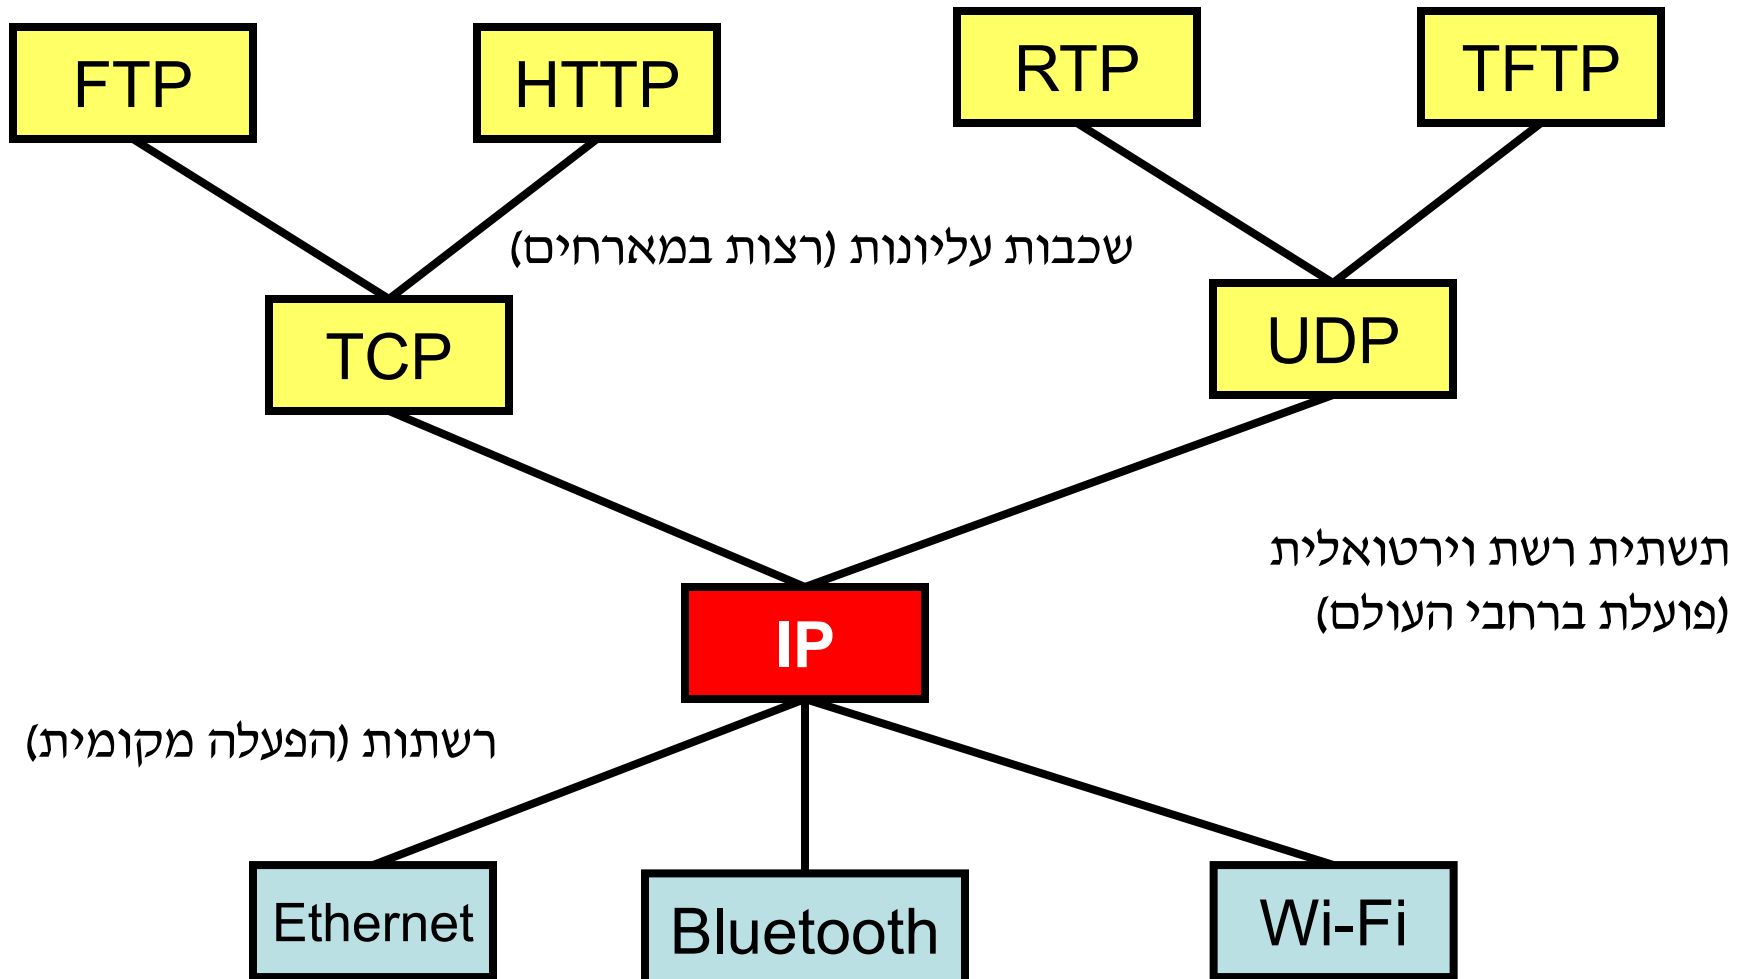 FTP
HTTP
RTP
TFTP
שכבות עליונות (רצות במארחים)
TCP
UDP
תשתית רשת וירטואלית
(פועלת ברחבי העולם)
IP
רשתות (הפעלה מקומית)
Ethernet
Bluetooth
Wi-Fi